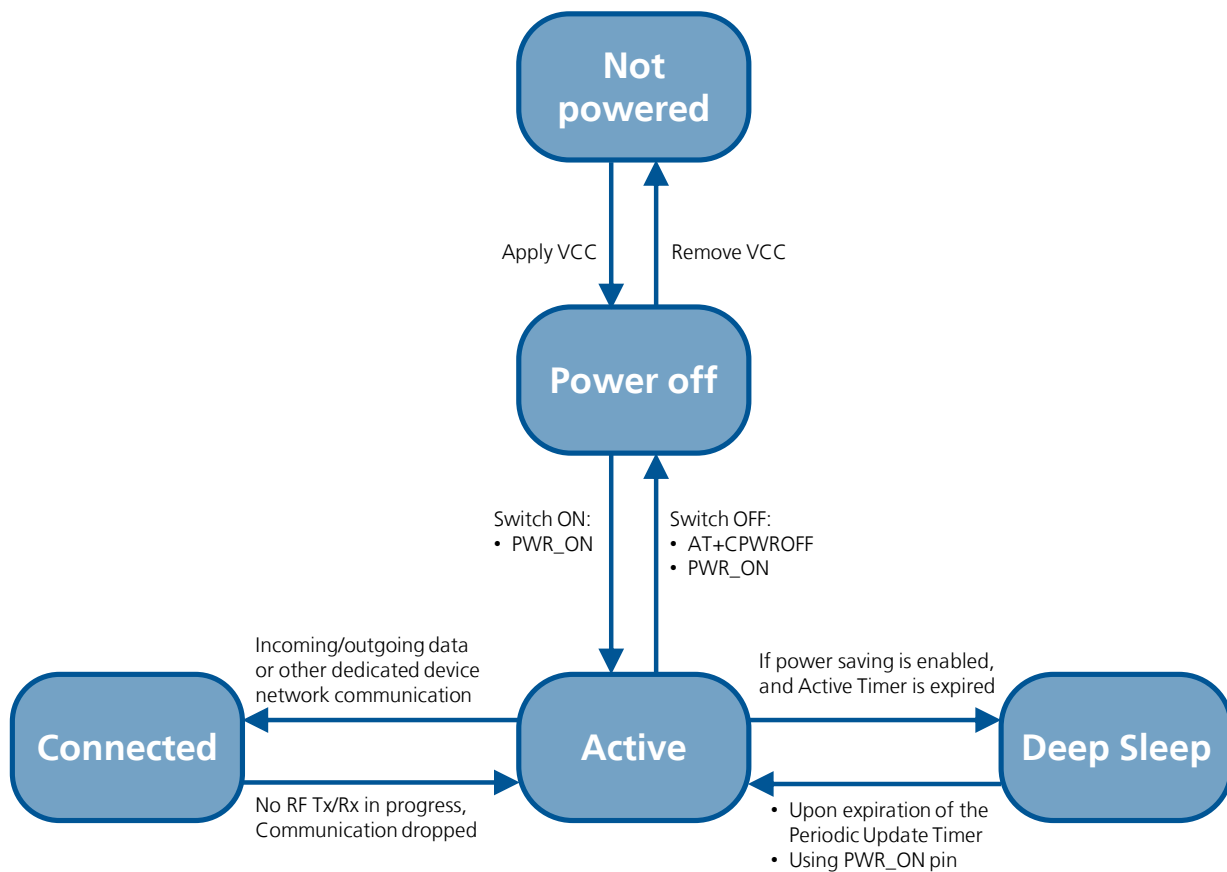 Not
powered
Apply VCC
Remove VCC
Power off
Switch ON:
• PWR_ON
Switch OFF:
• AT+CPWROFF
• PWR_ON
Incoming/outgoing data
or other dedicated device
network communication
If power saving is enabled,
and Active Timer is expired
Connected
Active
Deep Sleep
No RF Tx/Rx in progress,
Communication dropped
• Upon expiration of the
Periodic Update Timer
• Using PWR_ON pin